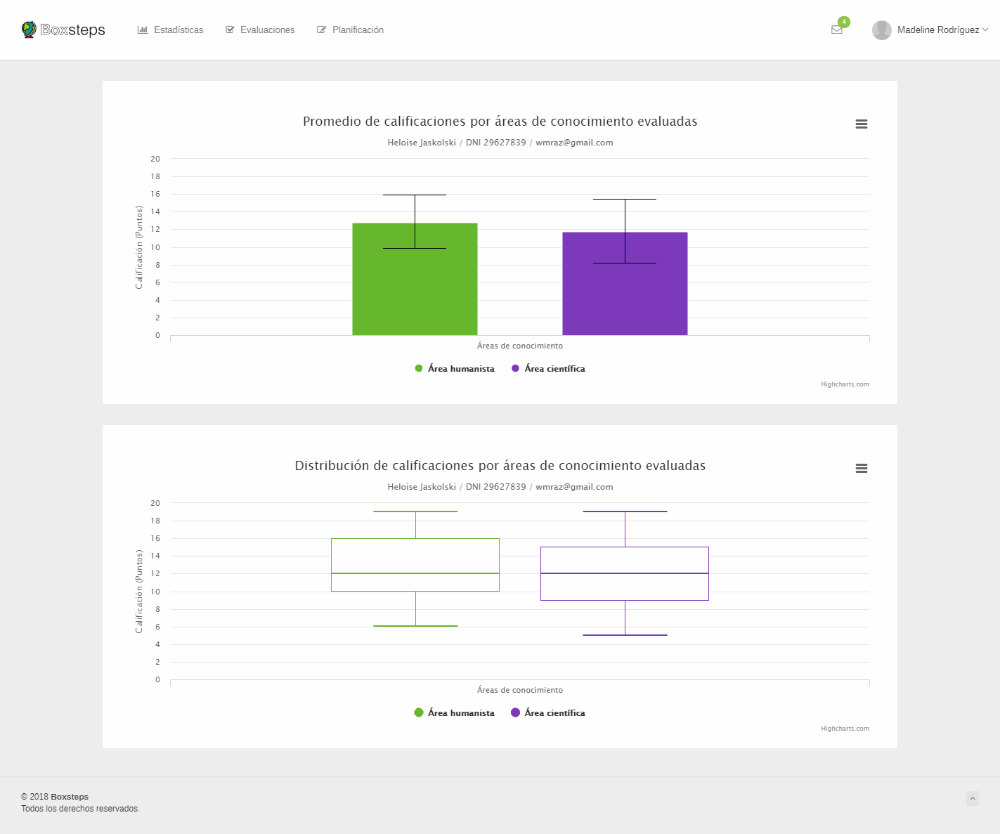 Boxsteps Estadísticas Evaluaciones Planificación 4 Madeline Rodríguez
Promedio de calificaciones por áreas de conocimiento evaluadas
Heloise Jaskolski / DNI 29627839 / wmraz@gmail.com
Calificación (Puntos)
20
18
16
14
12
10
8
6
4
2
0
Áreas de conocimiento
Área humanista Área científica
Highcharts.com
Distribución de calificaciones por áreas de conocimiento evaluadas
Heloise Jaskolski / DNI 29627839 / wmraz@gmail.com
Calificación (Puntos)
20
18
16
14
12
10
8
6
4
2
0
Áreas de conocimiento
Área humanista Área científica
Highcharts.com
© 2018 Boxsteps
Todos los derechos reservados.